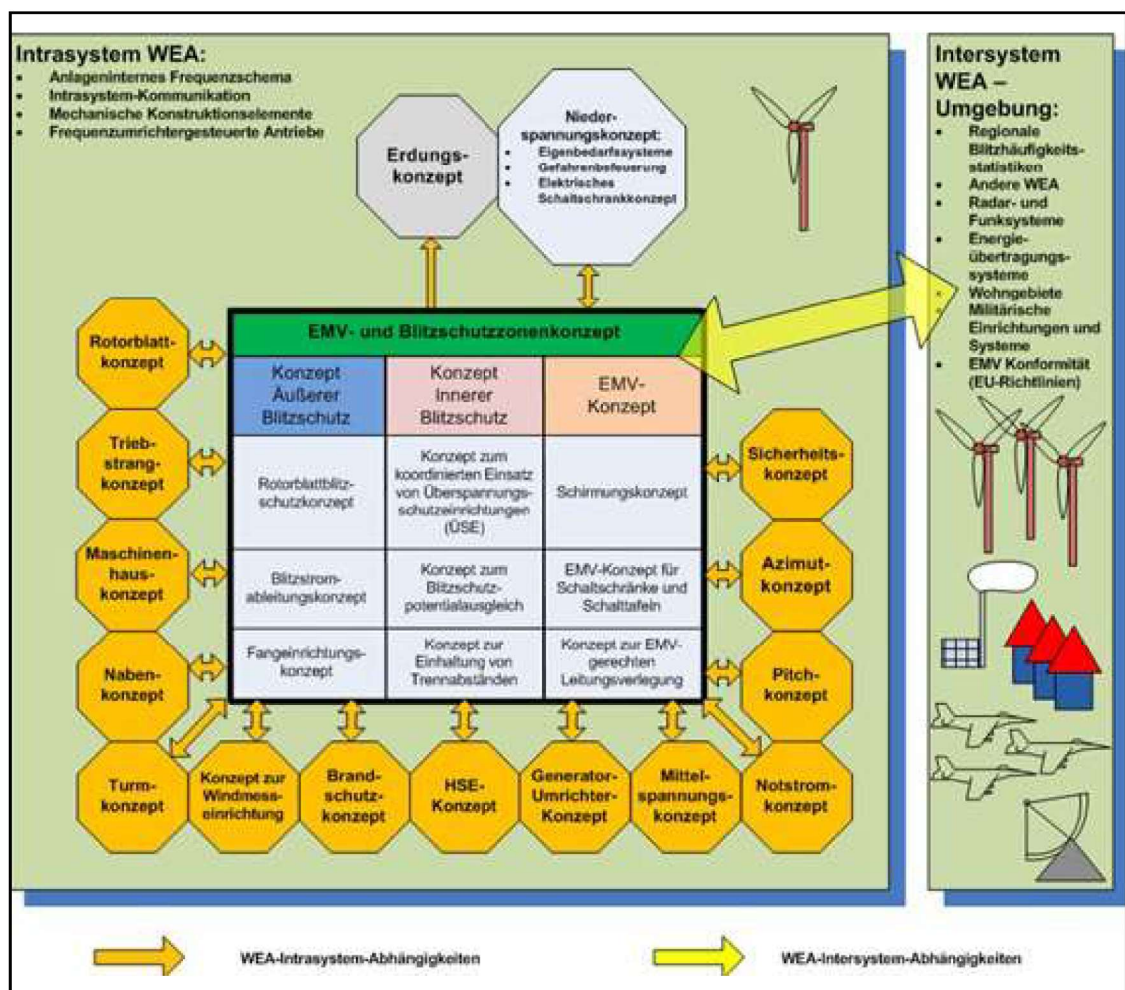 Intrasystem WEA:
• Anlageninternes Frequenzschema
• Intrasystem-Kommunikation
• Mechanische Konstruktionselemente
• Frequenzumrichtergesteuerte Antriebe
Erdungs-
konzept
Nieder-
spannungskonzept:
• Eigenbedarfssysteme
• Gefahrenbsfeuerung
• Elektrisches
Schaltschrankkonzept
Intersystem
WEA –
Umgebung:
• Regionale
Blitzhäufigkeits-
statistiken
• Andere WEA
• Radar- und
Funksysteme
• Energie-
übertragungs-
systeme
• Wohngebiete
• Militärische
Einrichtungen und
Systeme
• EMV Konformität
(EU-Richtlinien)
EMV- und Blitzschutzzonenkonzept
Konzept
Äußerer
Blitzschutz
Konzept
Innerer
Blitzschutz
EMV-
Konzept
Rotorblattblitz-
schutzkonzept
Konzept zum
koordinierten Einsatz
von Überspannungs-
schutzeinrichtungen
(ÜSE)
Schirmungskonzept
Blitzstrom-
ableitungskonzept
Konzept zum
Blitzschutz-
potentialausgleich
EMV-Konzept für
Schaltschränke und
Schalttafeln
Fangeinrichtungs-
konzept
Konzept zur
Einhaltung von
Trennabständen
Konzept zur EMV-
gerechten
Leitungsverlegung
Rotorblatt-
konzept
Trieb-
strang-
konzept
Maschinen-
haus-
konzept
Naben-
konzept
Sicherheits-
konzept
Azimut-
konzept
Pitch-
konzept
Turm-
konzept
Konzept zur
Windmess-
einrichtung
Brand-
schutz-
konzept
HSE-
Konzept
Generator-
Umrichter-
Konzept
Mittel-
spannungs-
konzept
Notstrom-
konzept
WEA-Intrasystem-Abhängigkeiten
WEA-Intersystem-Abhängigkeiten